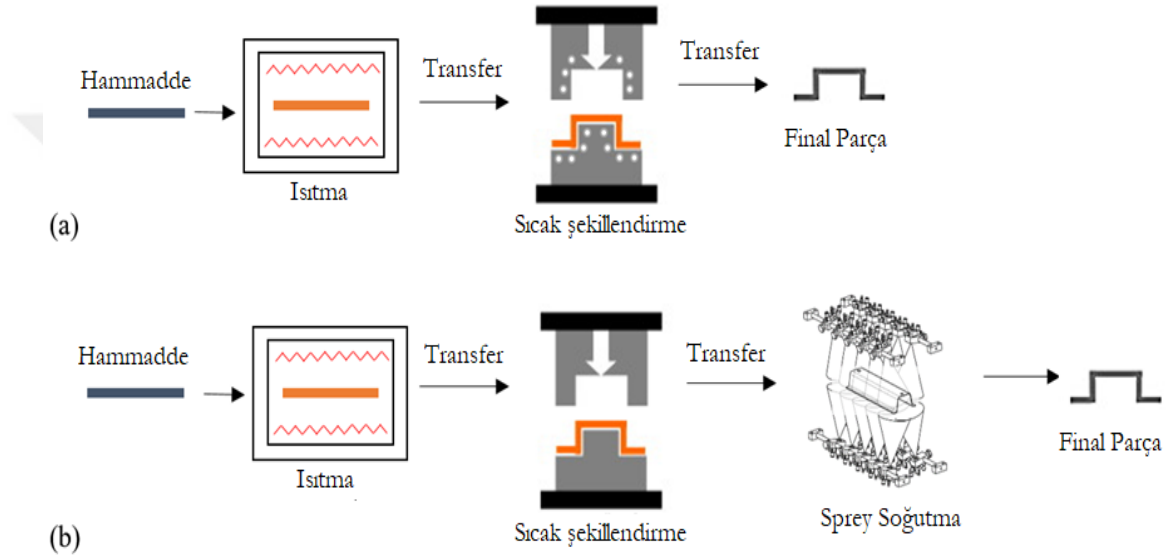 Hammadde
Isıtma
Transfer
Sıcak şekillendirme
Transfer
Final Parça
(a)
Hammadde
Isıtma
Transfer
Sıcak şekillendirme
Transfer
Sprey Soğutma
Final Parça
(b)